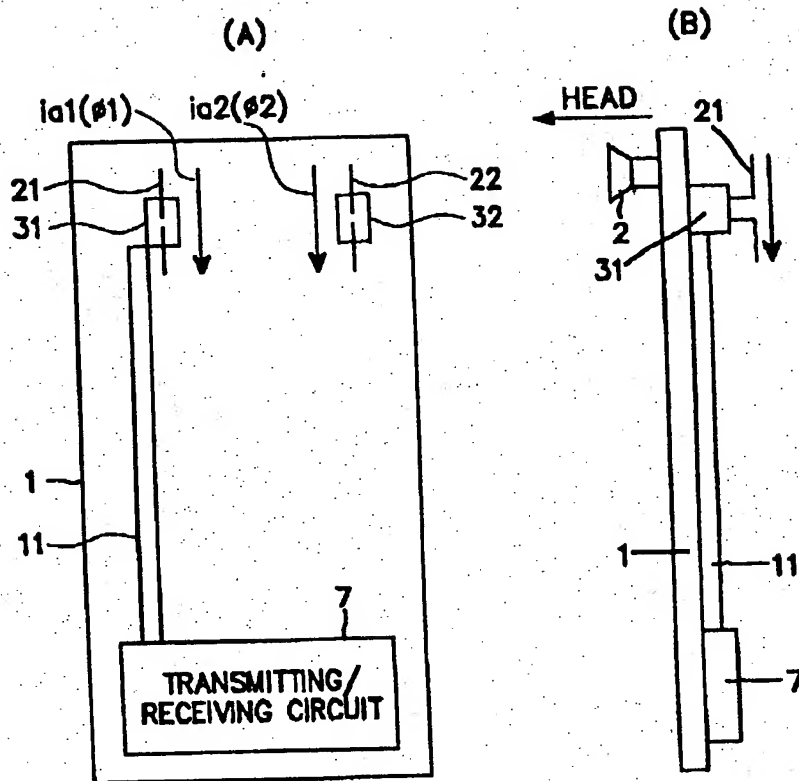 (A)
(B)
ia1(ø1)
ia2(ø2)
HEAD
21
21
22
31
32
2
31
1
11
1
11
7
7
TRANSMITTING/
RECEIVING CIRCUIT